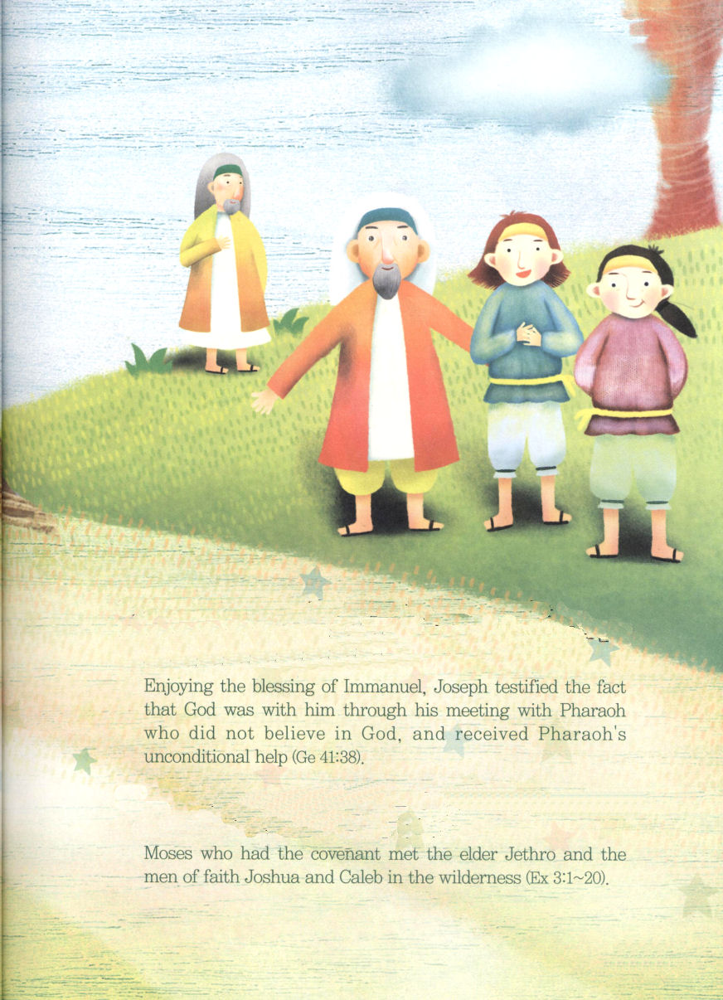 Enjoying the blessing of Immanuel, Joseph testified the fact
that God was with him through his meeting with Pharaoh
who did not believe in God, and received Pharaoh's
unconditional help (Ge 41:38).
Moses who had the covenant met the elder Jethro and the
men of faith Joshua and Caleb in the wilderness (Ex 3:1~20).